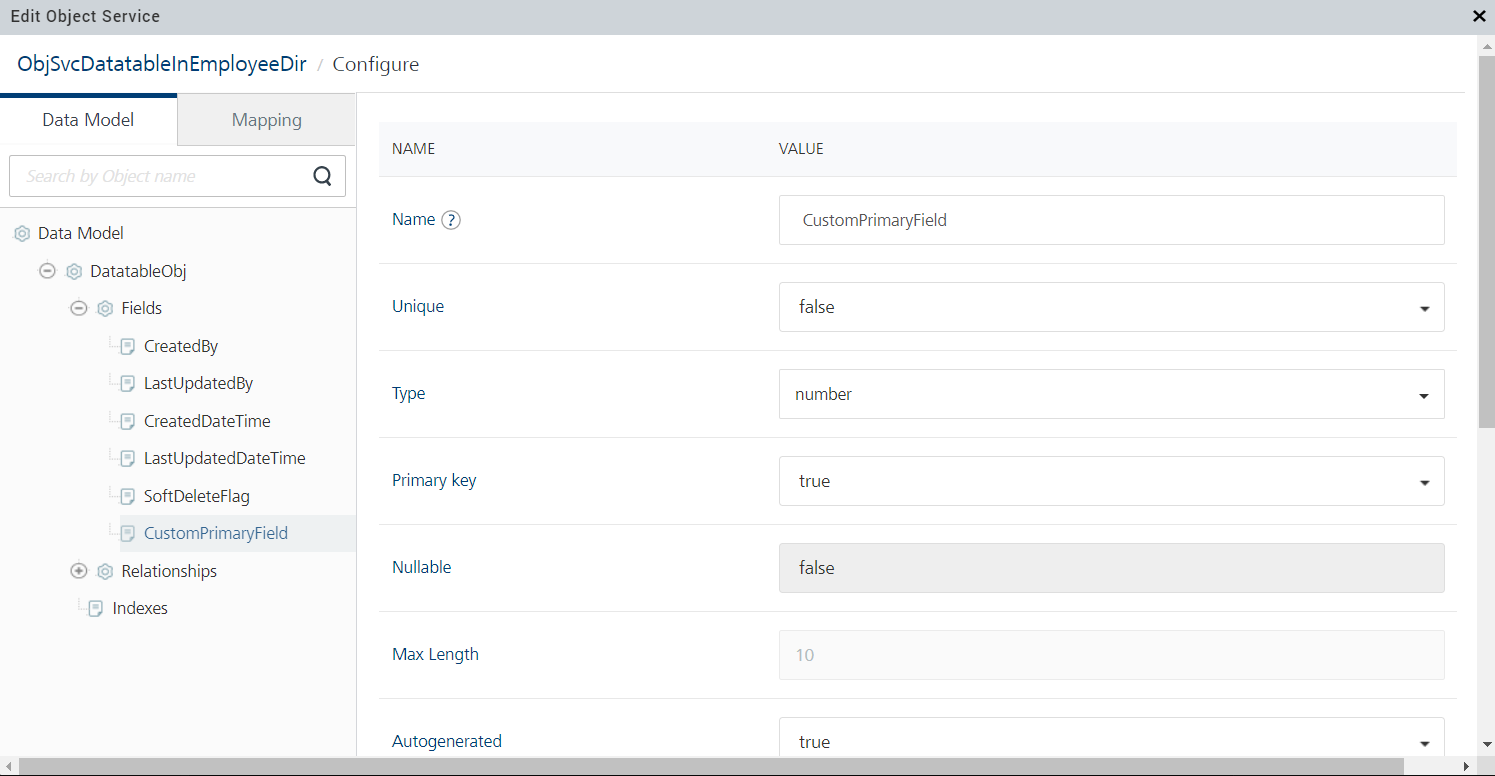 Edit Object Service
ObjSvcDatatableInEmployeeDir / Configure
Data Model
Mapping
Search by Object name
Data Model
DatatableObj
Fields
CreatedBy
LastUpdatedBy
CreatedDateTime
LastUpdatedDateTime
SoftDeleteFlag
CustomPrimaryField
Relationships
Indexes
NAME VALUE
Name ? CustomPrimaryField
Unique false
Type number
Primary key true
Nullable false
Max Length 10
Autogenerated true